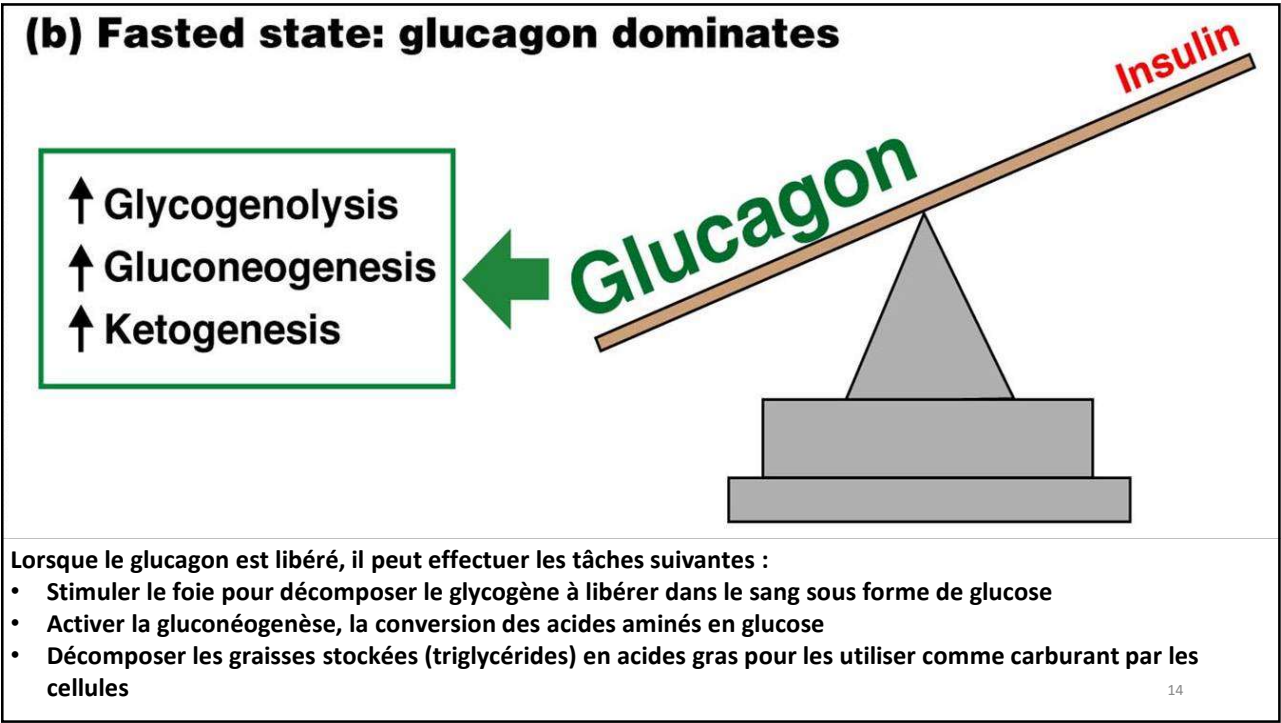 (b) Fasted state: glucagon dominates
Insulin
Glucagon
↑ Glycogenolysis
↑ Gluconeogenesis
↑ Ketogenesis
Lorsque le glucagon est libéré, il peut effectuer les tâches suivantes :
• Stimuler le foie pour décomposer le glycogène à libérer dans le sang sous forme de glucose
• Activer la gluconéogenèse, la conversion des acides aminés en glucose
• Décomposer les graisses stockées (triglycérides) en acides gras pour les utiliser comme carburant par les
cellules
14